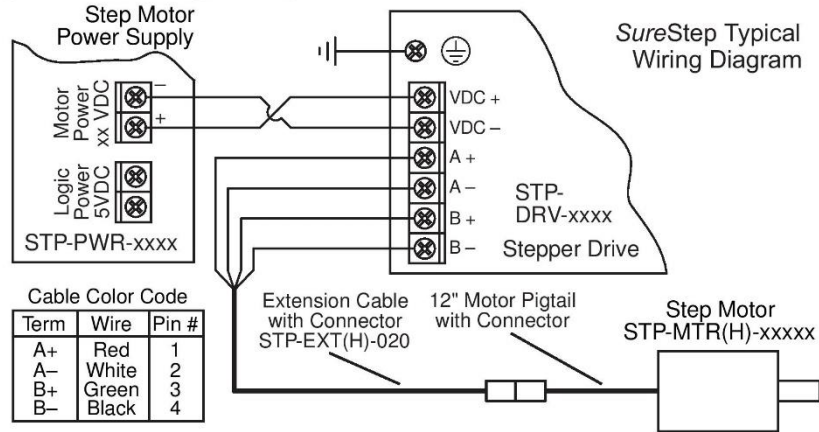 Step Motor
Power Supply
Motor
Power
xx VDC
–
+
Logic
Power
5VDC
STP-PWR-xxxx
VDC +
VDC –
A +
A –
B +
B –
STP-
DRV-xxxx
Stepper Drive
SureStep Typical
Wiring Diagram
Cable Color Code
Term Wire Pin #
A+ Red 1
A– White 2
B+ Green 3
B– Black 4
Extension Cable
with Connector
STP-EXT(H)-020
12" Motor Pigtail
with Connector
Step Motor
STP-MTR(H)-xxxxx